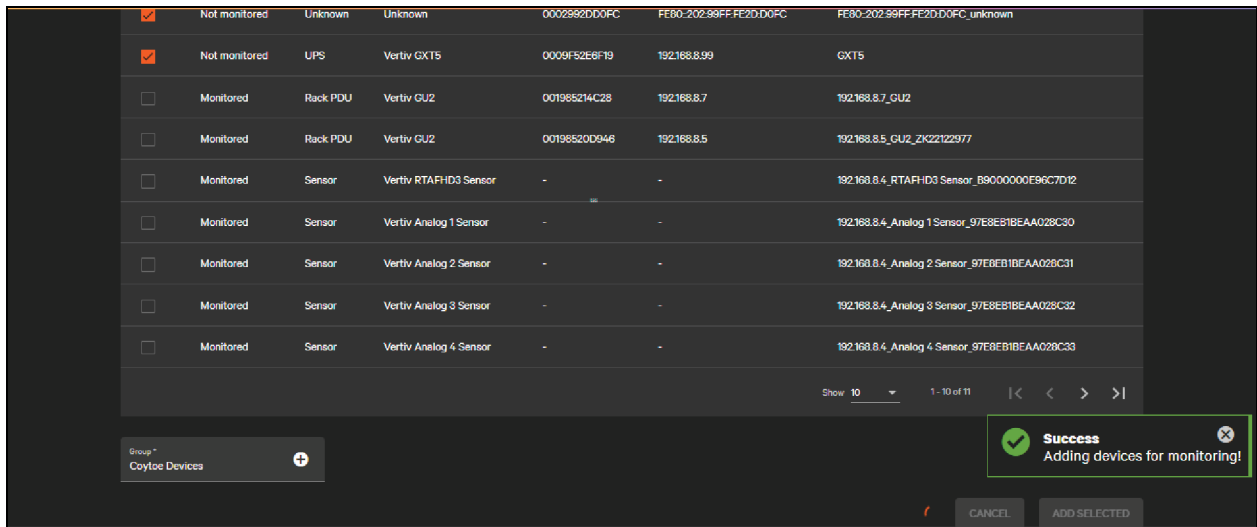 Not monitored Unknown Unknown 0002992DD0FC FE80::202:99FF:FE2D:D0FC FE80::202:99FF:FE2D:D0FC_unknown
Not monitored UPS Vertiv GXT5 0009F52E6F19 192.168.8.99 GXT5
Monitored Rack PDU Vertiv GU2 001985214C28 192.168.8.7 192.168.8.7_GU2
Monitored Rack PDU Vertiv GU2 00198520D946 192.168.8.5 192.168.8.5_GU2_ZK22122977
Monitored Sensor Vertiv RTAFHD3 Sensor - - 192.168.8.4_RTAFHD3 Sensor_B9000000E96C7D12
Monitored Sensor Vertiv Analog 1 Sensor - - 192.168.8.4_Analog 1 Sensor_97E8EB1BEAA028C30
Monitored Sensor Vertiv Analog 2 Sensor - - 192.168.8.4_Analog 2 Sensor_97E8EB1BEAA028C31
Monitored Sensor Vertiv Analog 3 Sensor - - 192.168.8.4_Analog 3 Sensor_97E8EB1BEAA028C32
Monitored Sensor Vertiv Analog 4 Sensor - - 192.168.8.4_Analog 4 Sensor_97E8EB1BEAA028C33
Show 10 1 - 10 of 11
Success
Adding devices for monitoring!
Group *
Coytoe Devices
CANCEL ADD SELECTED